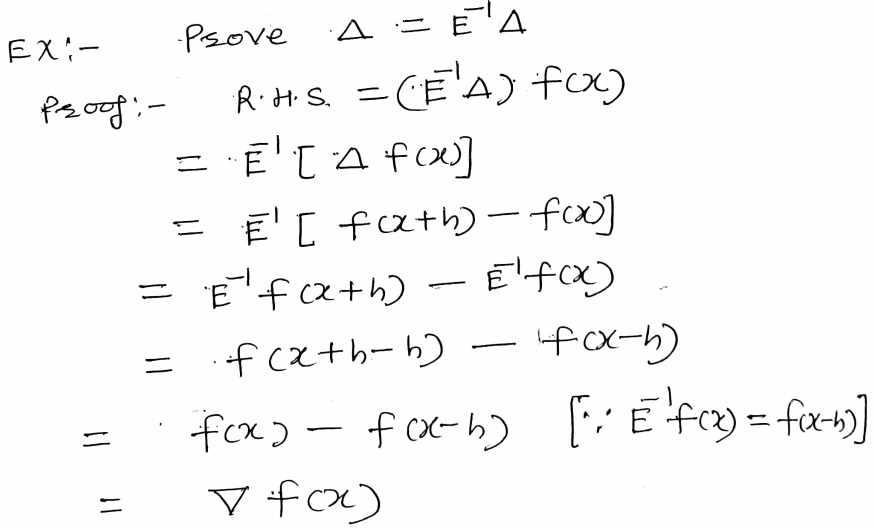 Ex:- Prove Δ = E⁻¹Δ
Proof:- R.H.S. = (E⁻¹Δ) f(x)
= E⁻¹[Δ f(x)]
= E⁻¹[f(x+h) - f(x)]
= E⁻¹f(x+h) - E⁻¹f(x)
= f(x+h-h) - f(x-h)
= f(x) - f(x-h) [∵ E⁻¹f(x) = f(x-h)]
= ∇ f(x)